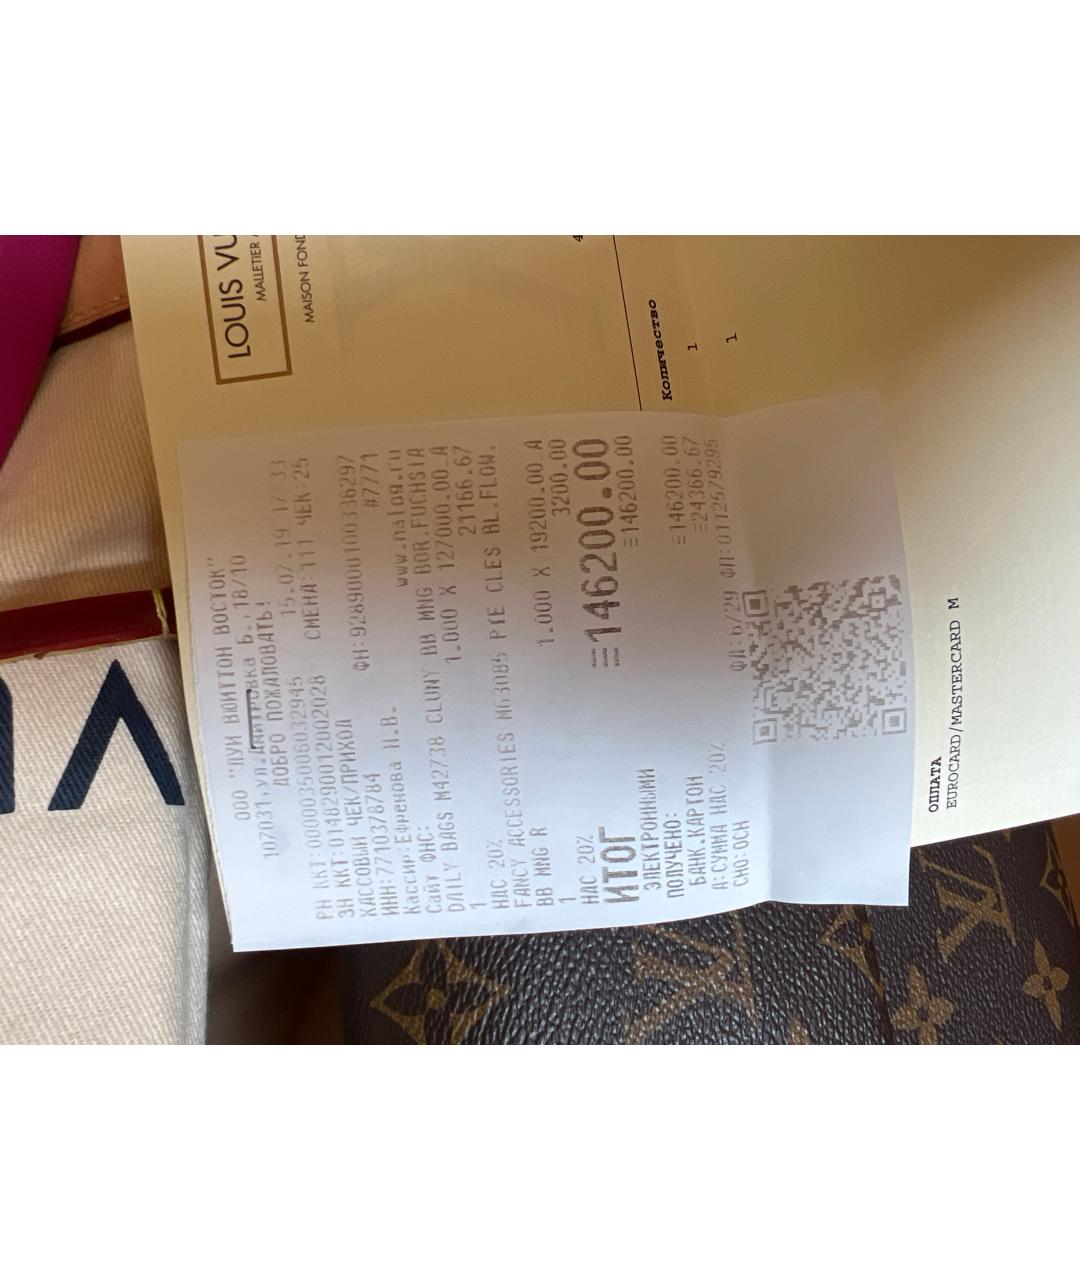 LOUIS VU
MALLETIER
MAISON FOND
4
Количество
1
1
ОПЛАТА
EUROCARD/MASTERCARD M
ООО "ЛУИ ВЮИТТОН ВОСТОК"
107031 ул. Б.,18/10
ДОБРО ПОЖАЛОВАТЬ!
15.07.19 17:33
РН ККТ:0000035006032945 СМЕНА:111 ЧЕК:25
ЗН ККТ:0148290012002028
КАССОВЫЙ ЧЕК/ПРИХОД #7771
ИНН:7710378784 ФН:9289000100336297
Кассир:Ефренова Н.В.
Сайт ФНС: www.nalog.ru
DAILY BAGS M42738 CLUNY BB MNG BOR.FUCHSIA
1 1.000 X 127000.00_А
НДС 20% 21166.67
FANCY ACCESSORIES M63085 PTE CLES BL.FLOW.
BB MNG R
1 1.000 X 19200.00_А
НДС 20% 3200.00
ИТОГ ≡146200.00
ЭЛЕКТРОННЫМИ ≡146200.00
ПОЛУЧЕНО:
БАНК.КАРТОЙ ≡146200.00
А:СУММА НДС 20% ≡24366.67
СНО:ОСН ФД:6729 ФП:0112579295
LV
LV